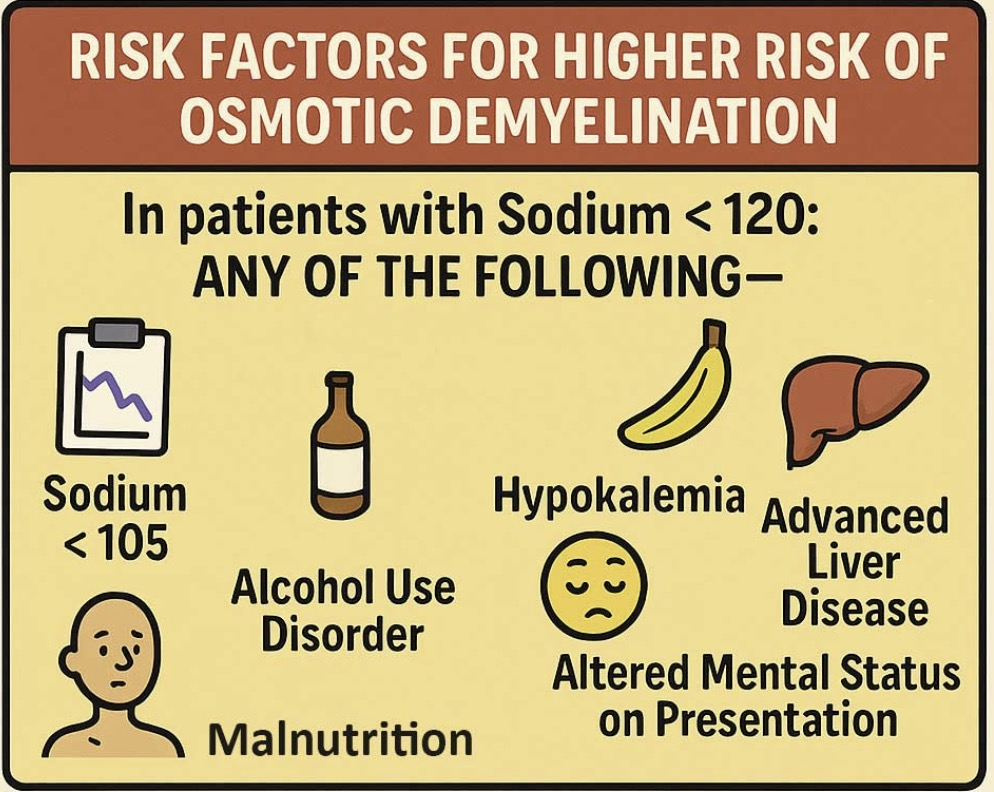 RISK FACTORS FOR HIGHER RISK OF
OSMOTIC DEMYELINATION
In patients with Sodium < 120:
ANY OF THE FOLLOWING—
Sodium
< 105
Alcohol Use
Disorder
Hypokalemia
Advanced
Liver
Disease
Malnutrition
Altered Mental Status
on Presentation